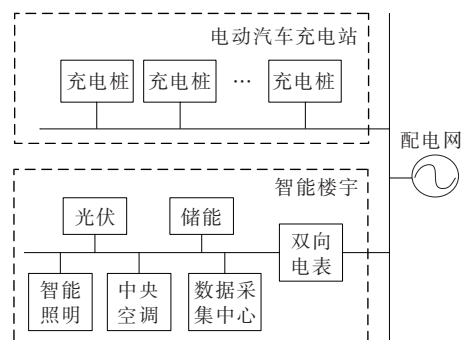 电动汽车充电站
充电桩 充电桩 … 充电桩
配电网
智能楼宇
光伏
储能
双向
电表
智能
照明
中央
空调
数据采
集中心